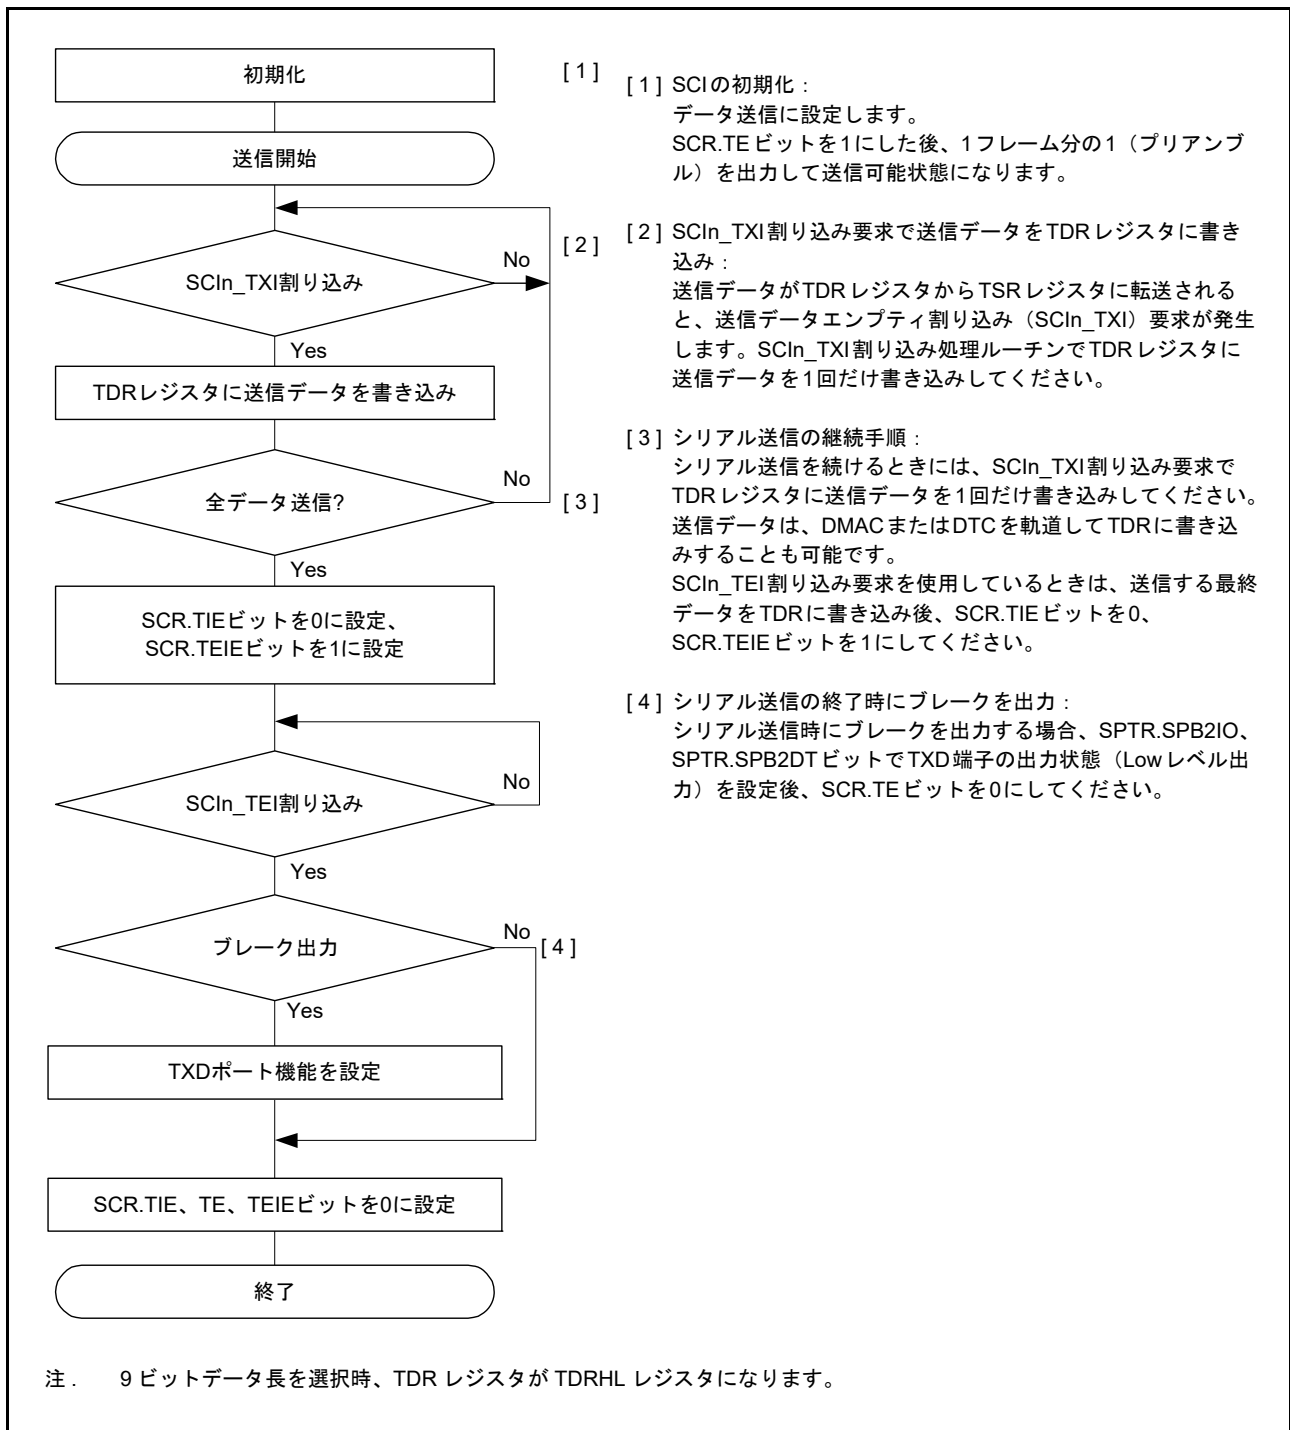 初期化
[ 1 ]
送信開始
SCIn_TXI割り込み
No
[ 2 ]
Yes
TDRレジスタに送信データを書き込み
全データ送信?
No
[ 3 ]
Yes
SCR.TIEビットを0に設定、
SCR.TEIEビットを1に設定
SCIn_TEI割り込み
No
Yes
ブレーク出力
No
[ 4 ]
Yes
TXDポート機能を設定
SCR.TIE、TE、TEIEビットを0に設定
終了
[ 1 ] SCIの初期化：
データ送信に設定します。
SCR.TEビットを1にした後、1フレーム分の1（プリアンブ
ル）を出力して送信可能状態になります。
[ 2 ] SCIn_TXI割り込み要求で送信データをTDRレジスタに書き
込み：
送信データがTDRレジスタからTSRレジスタに転送される
と、送信データエンプティ割り込み（SCIn_TXI）要求が発生
します。SCIn_TXI割り込み処理ルーチンでTDRレジスタに
送信データを1回だけ書き込みしてください。
[ 3 ] シリアル送信の継続手順：
シリアル送信を続けるときには、SCIn_TXI割り込み要求で
TDRレジスタに送信データを1回だけ書き込みしてください。
送信データは、DMACまたはDTCを軌道してTDRに書き込
みすることも可能です。
SCIn_TEI割り込み要求を使用しているときは、送信する最終
データをTDRに書き込み後、SCR.TIEビットを0、
SCR.TEIEビットを1にしてください。
[ 4 ] シリアル送信の終了時にブレークを出力：
シリアル送信時にブレークを出力する場合、SPTR.SPB2IO、
SPTR.SPB2DTビットでTXD端子の出力状態（Lowレベル出
力）を設定後、SCR.TEビットを0にしてください。
注． 9 ビットデータ長を選択時、TDR レジスタが TDRHL レジスタになります。